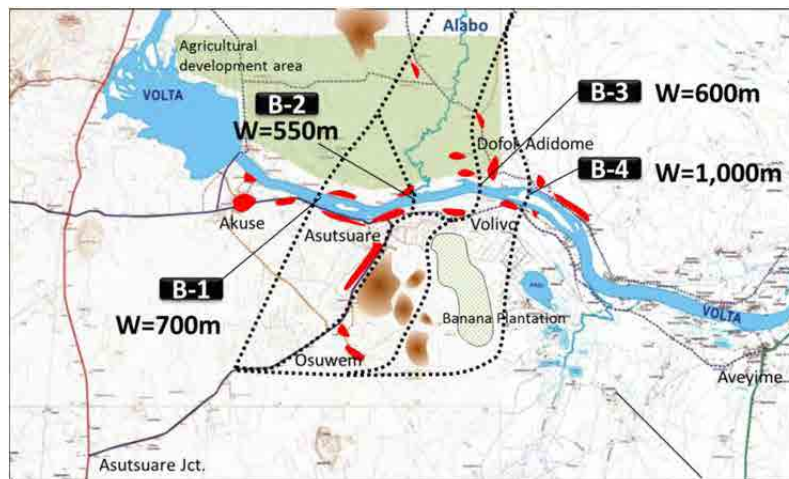 Alabo
Agricultural
development area
VOLTA
B-2
W=550m
B-3 W=600m
Dofor Adidome
B-4
W=1,000m
Akuse
Asutsuare
Volivo
B-1
W=700m
Banana Plantation
VOLTA
Osuwem
Aveyime
Asutsuare Jct.